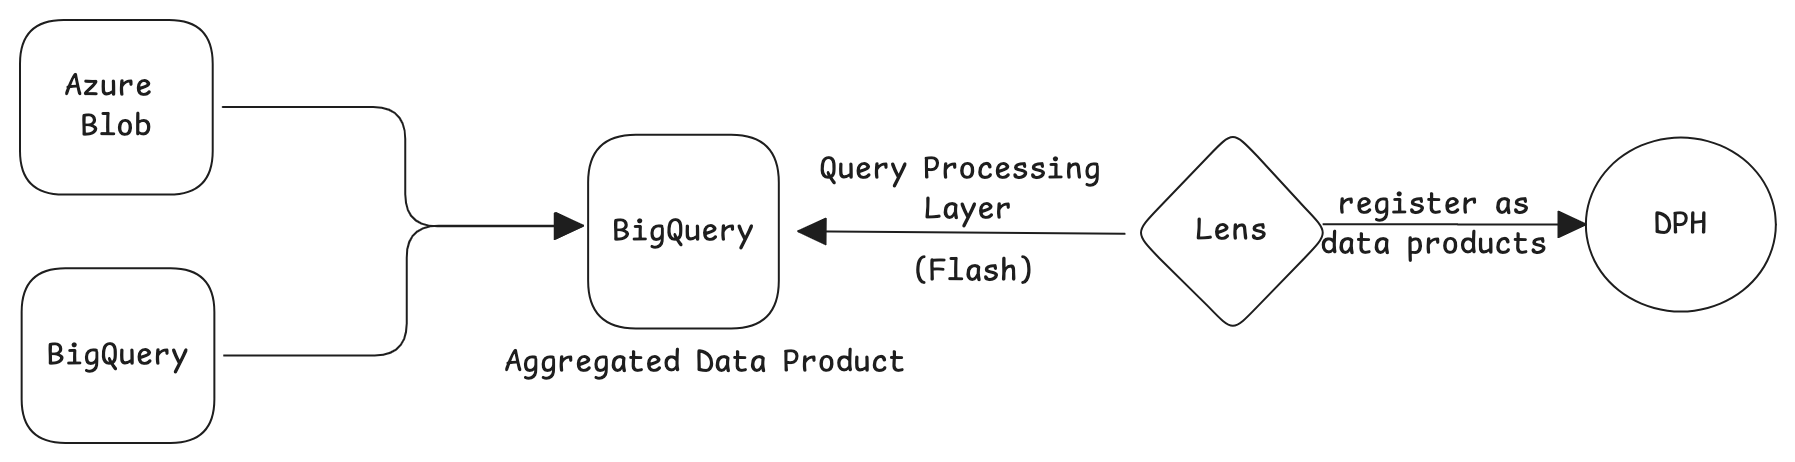 Azure
Blob
BigQuery
BigQuery
Aggregated Data Product
Query Processing
Layer
(Flash)
Lens
register as
data products
DPH